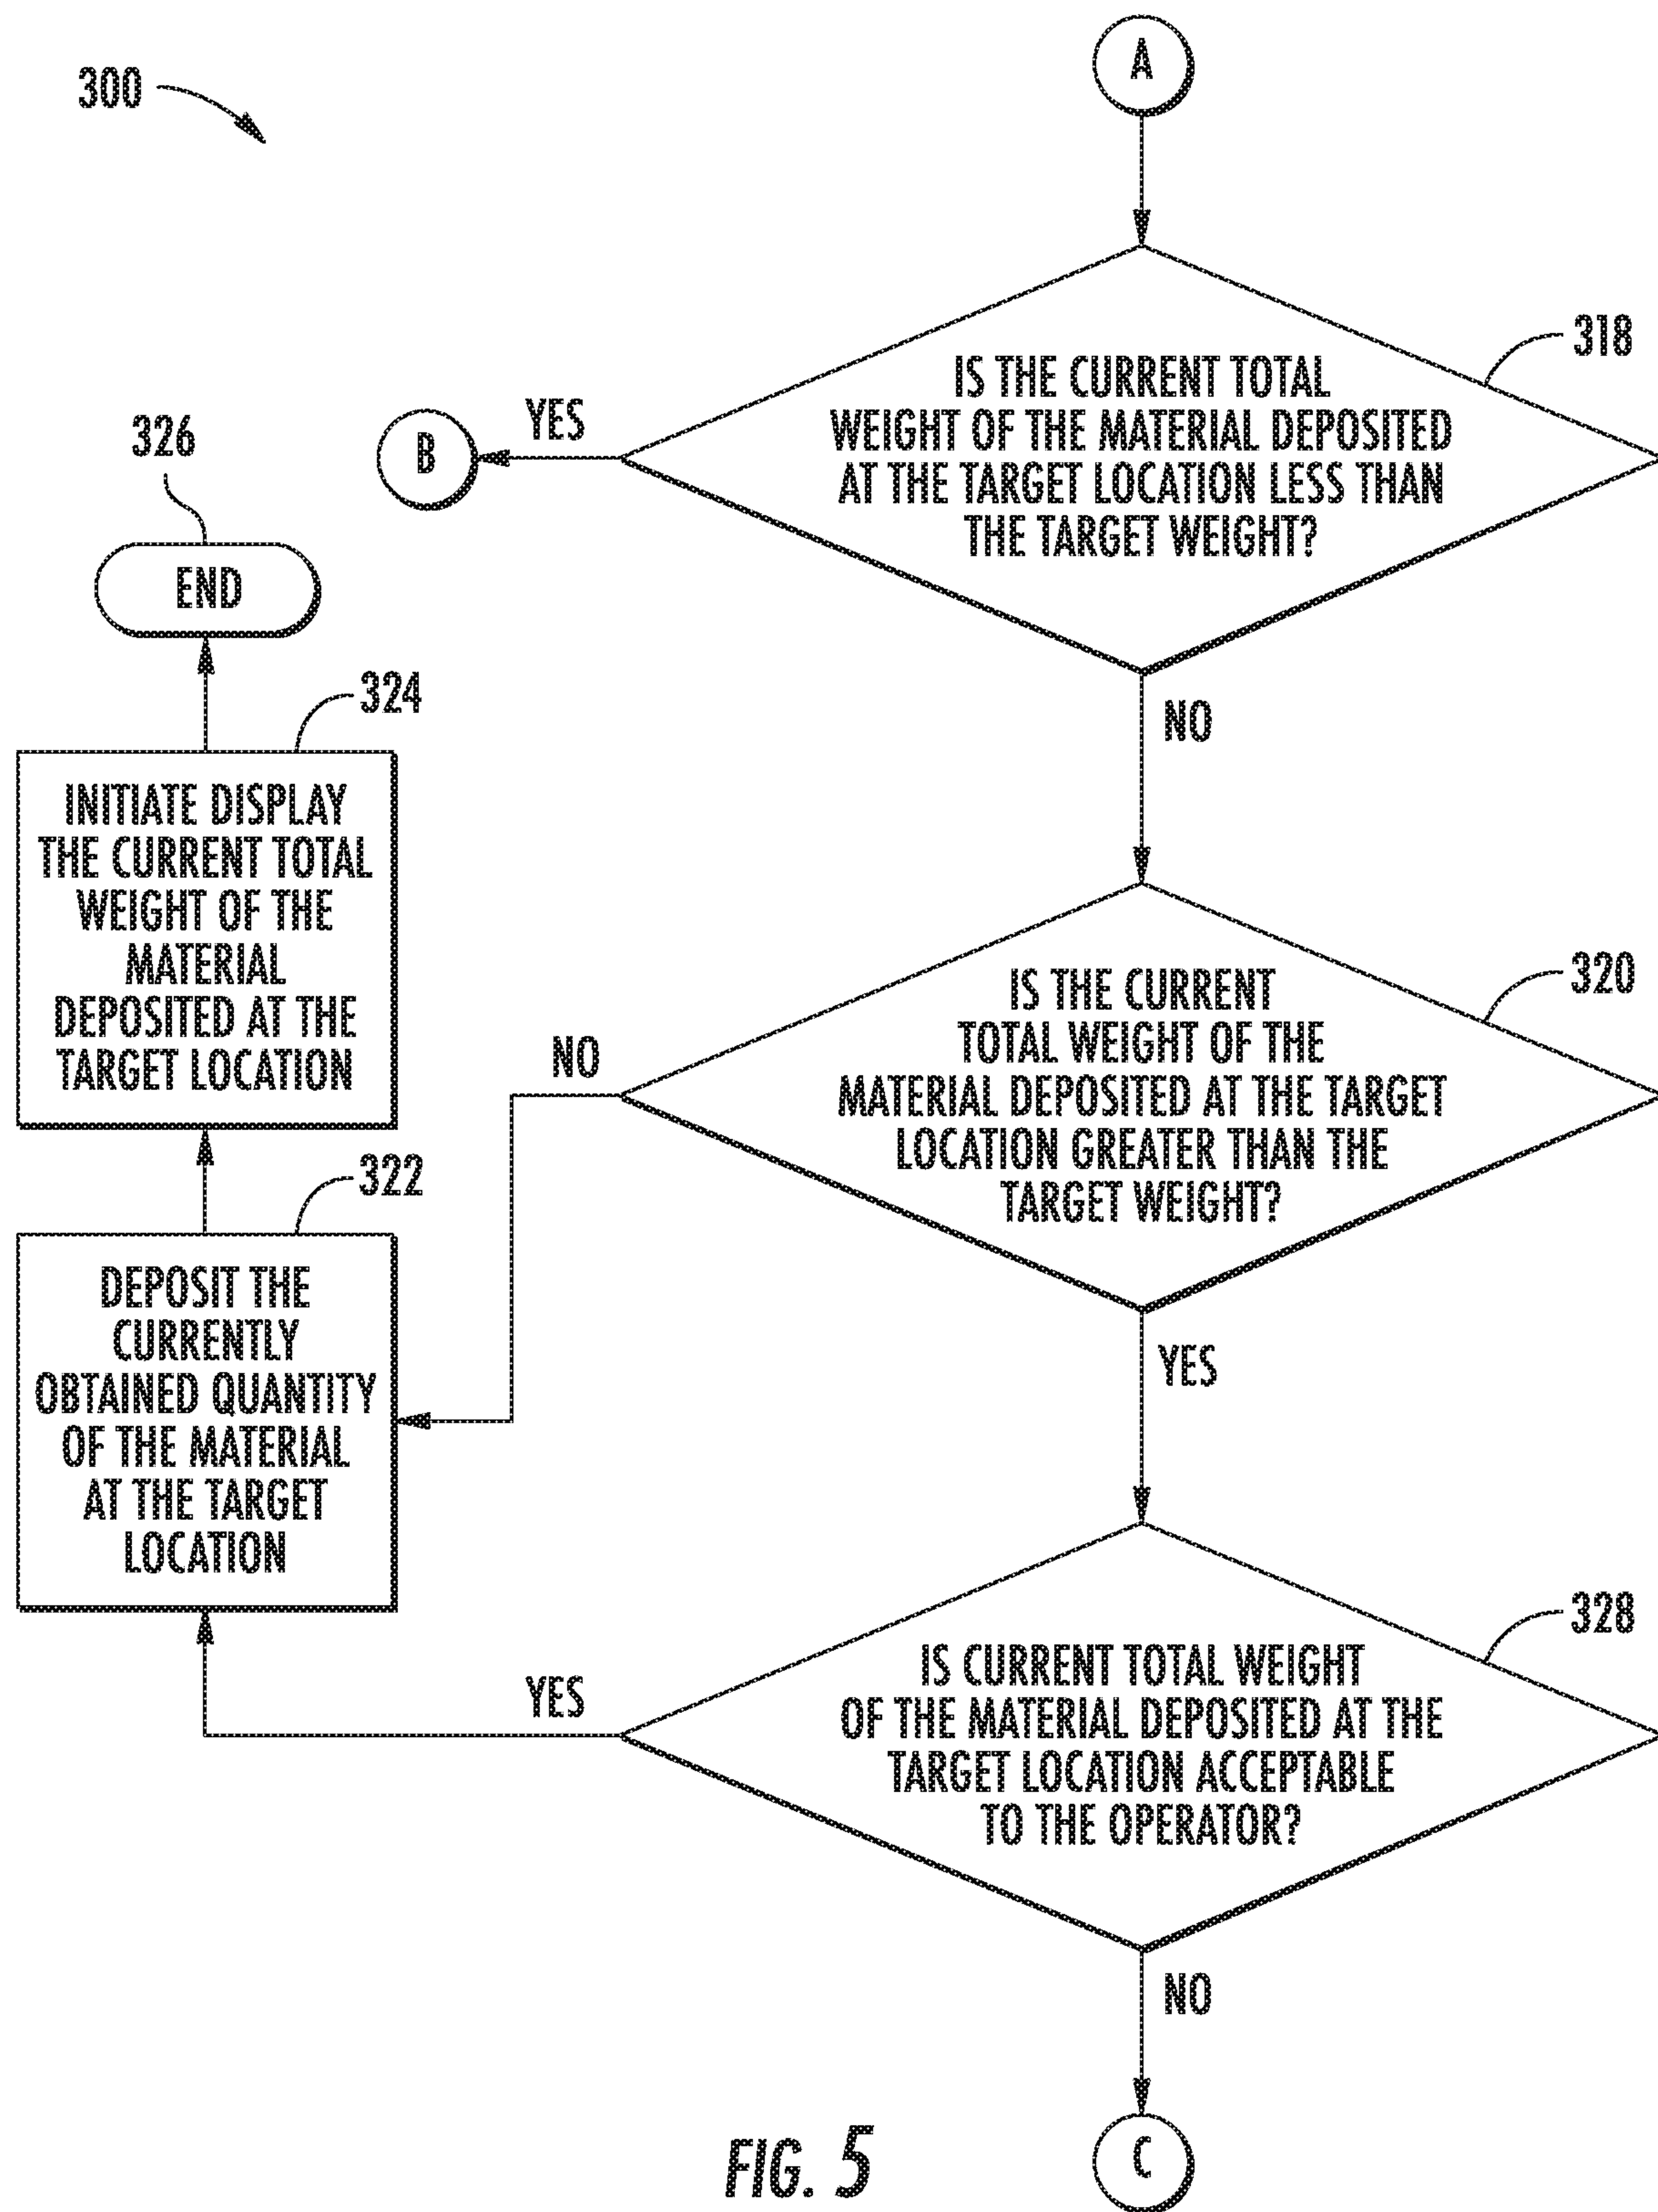 300
A
318
IS THE CURRENT TOTAL
WEIGHT OF THE MATERIAL DEPOSITED
AT THE TARGET LOCATION LESS THAN
THE TARGET WEIGHT?
YES
B
326
END
NO
324
INITIATE DISPLAY
THE CURRENT TOTAL
WEIGHT OF THE
MATERIAL
DEPOSITED AT THE
TARGET LOCATION
320
IS THE CURRENT
TOTAL WEIGHT OF THE
MATERIAL DEPOSITED AT THE TARGET
LOCATION GREATER THAN THE
TARGET WEIGHT?
NO
322
DEPOSIT THE
CURRENTLY
OBTAINED QUANTITY
OF THE MATERIAL
AT THE TARGET
LOCATION
YES
328
IS CURRENT TOTAL WEIGHT
OF THE MATERIAL DEPOSITED AT THE
TARGET LOCATION ACCEPTABLE
TO THE OPERATOR?
YES
NO
C
FIG. 5